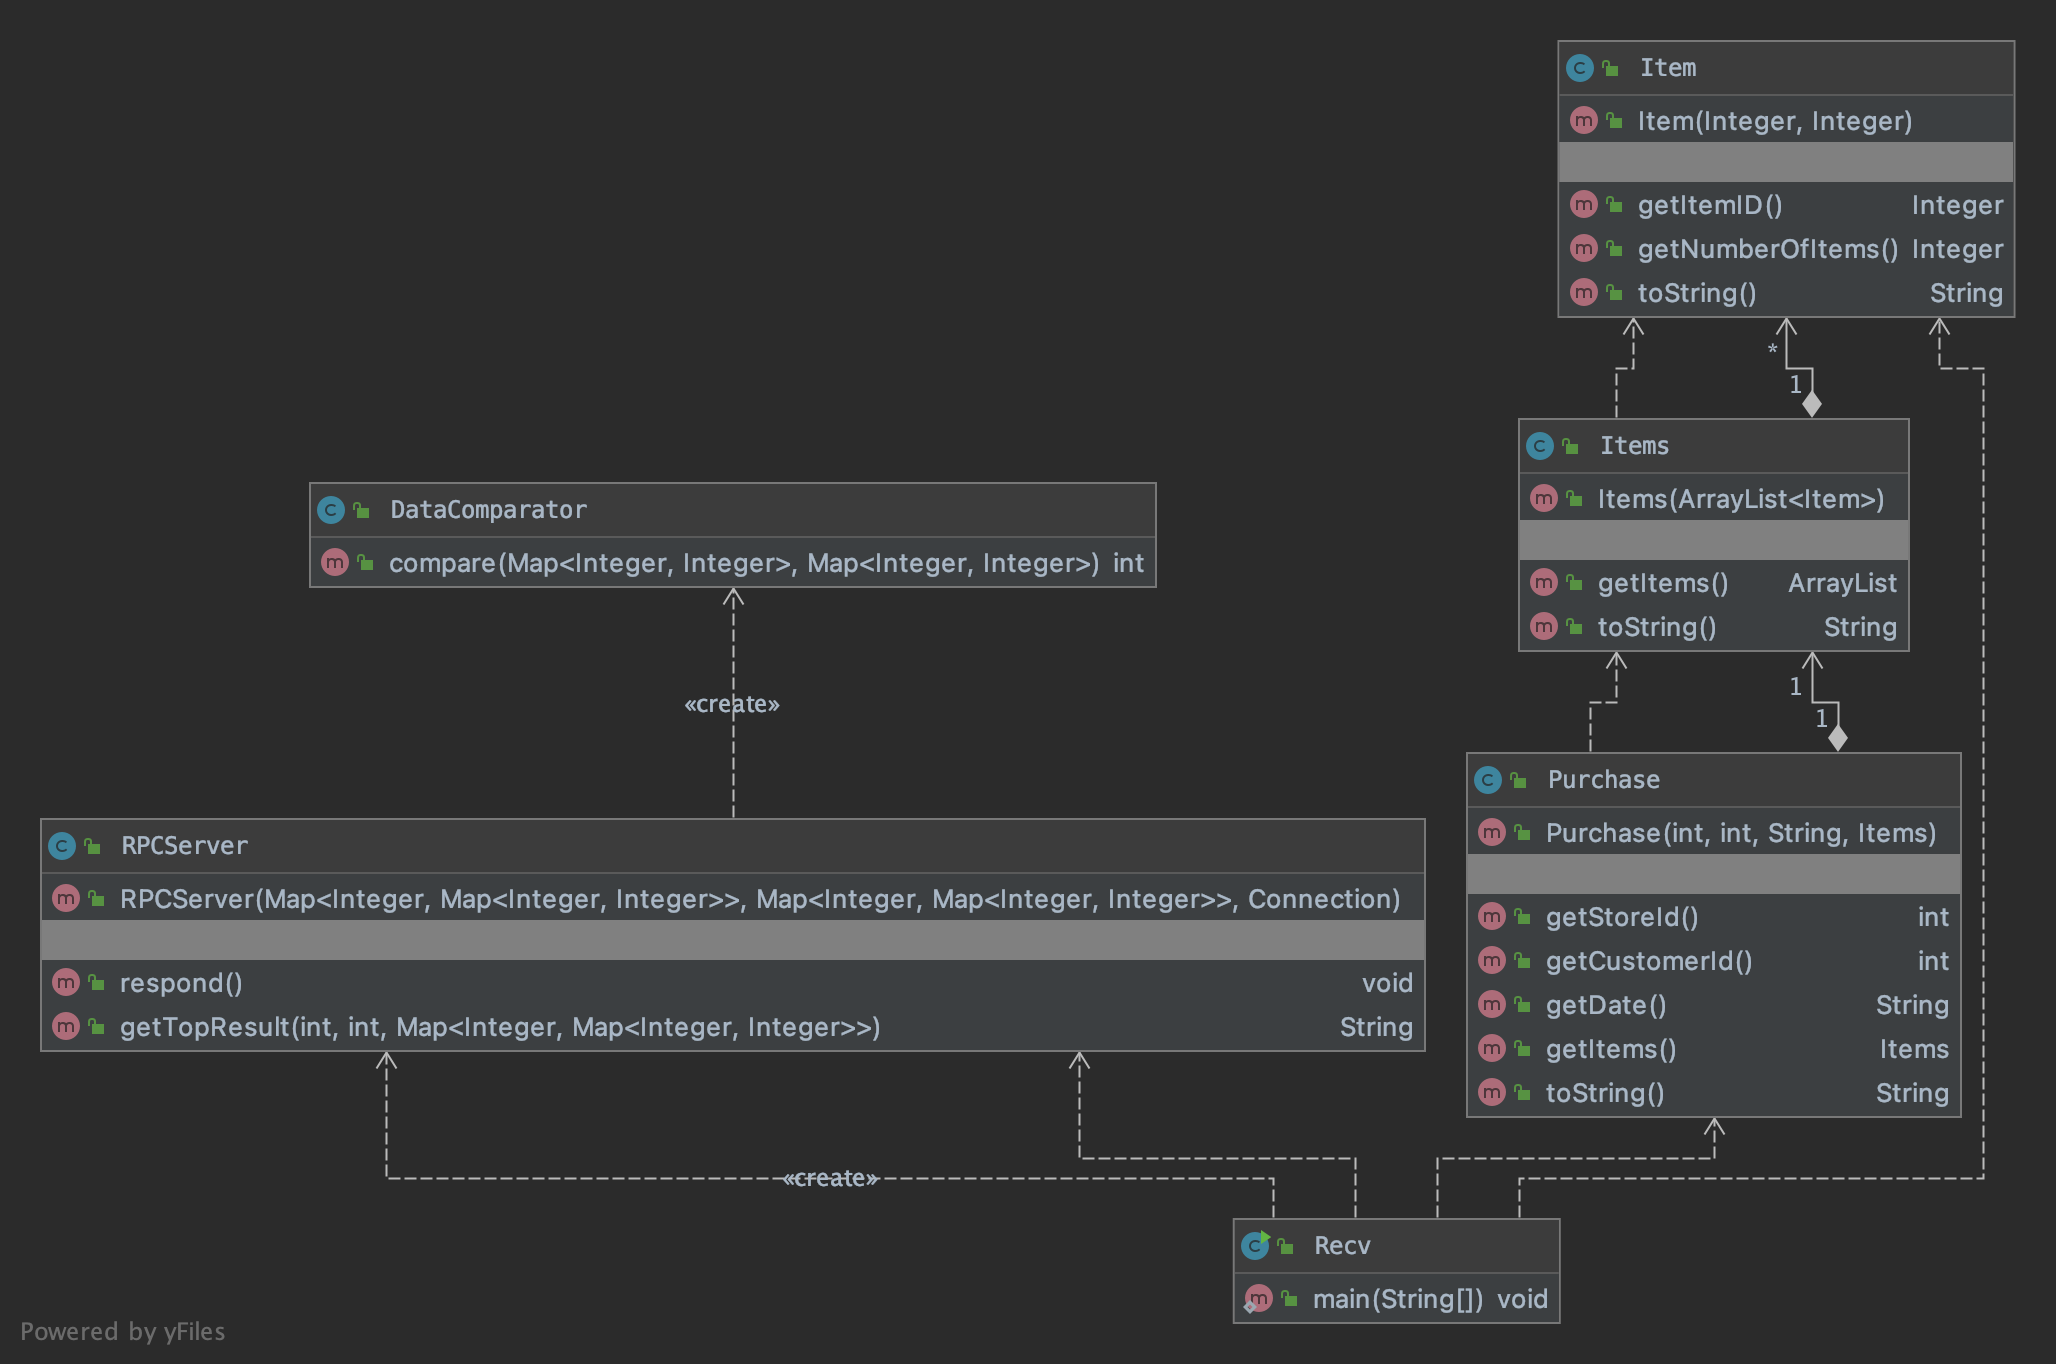 Item
Item(Integer, Integer)
getItemID() Integer
getNumberOfItems() Integer
toString() String
*
1
Items
Items(ArrayList<Item>)
getItems() ArrayList
toString() String
1
1
DataComparator
compare(Map<Integer, Integer>, Map<Integer, Integer>) int
«create»
Purchase
Purchase(int, int, String, Items)
getStoreId() int
getCustomerId() int
getDate() String
getItems() Items
toString() String
RPCServer
RPCServer(Map<Integer, Map<Integer, Integer>>, Map<Integer, Map<Integer, Integer>>, Connection)
respond() void
getTopResult(int, int, Map<Integer, Map<Integer, Integer>>) String
«create»
Recv
main(String[]) void
Powered by yFiles